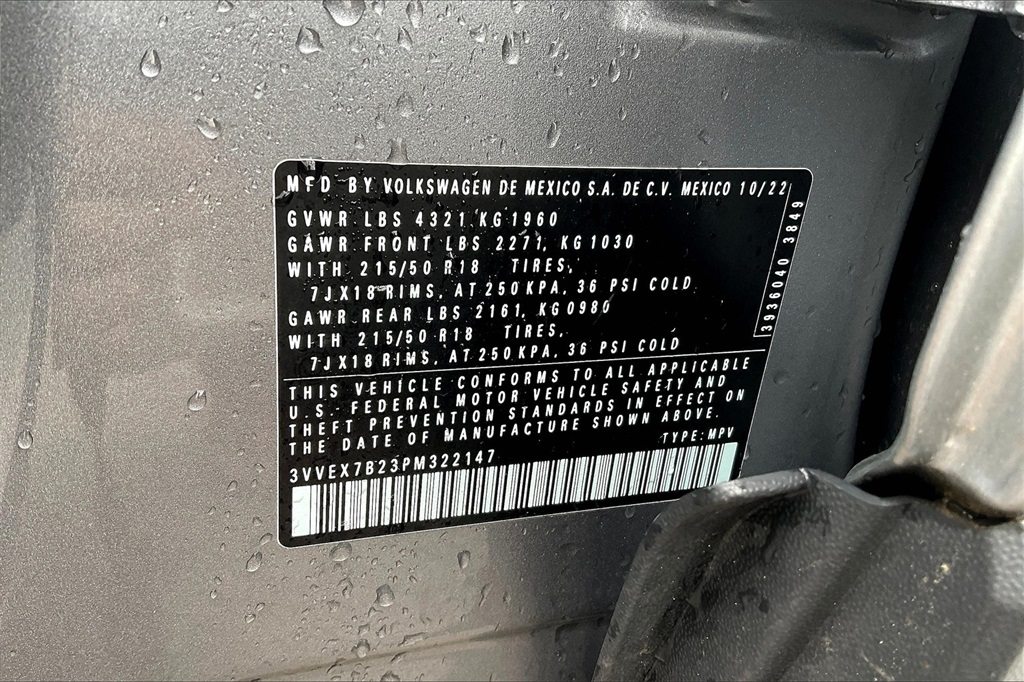 MFD BY VOLKSWAGEN DE MEXICO S.A. DE C.V. MEXICO 10/22
GVWR LBS 4321 KG 1960
GAWR FRONT LBS 2271, KG 1030
WITH 215/50 R18 TIRES,
7JX18 RIMS, AT 250 KPA, 36 PSI COLD
GAWR REAR LBS 2161, KG 0980
WITH 215/50 R18 TIRES,
7JX18 RIMS, AT 250 KPA, 36 PSI COLD
3936040 3849
THIS VEHICLE CONFORMS TO ALL APPLICABLE
U.S. FEDERAL MOTOR VEHICLE SAFETY AND
THEFT PREVENTION STANDARDS IN EFFECT ON
THE DATE OF MANUFACTURE SHOWN ABOVE.
3VVEX7B23PM322147 TYPE: MPV